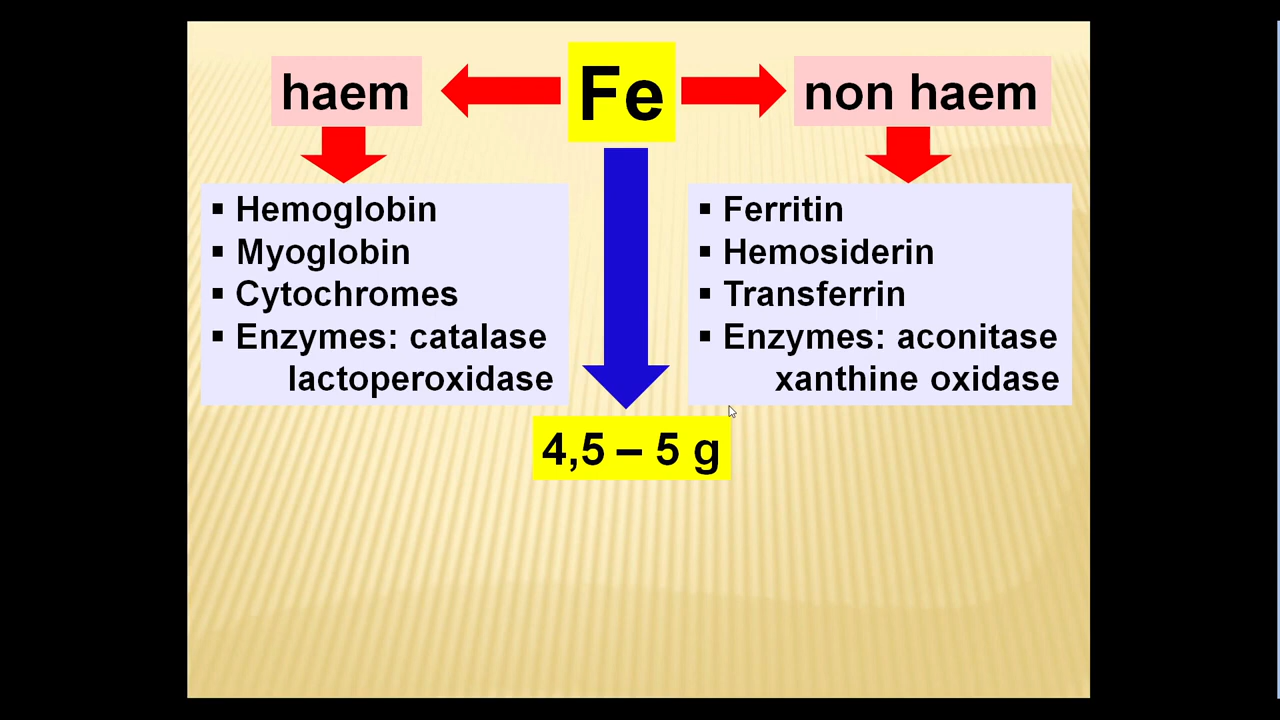 haem
Fe
non haem
▪ Hemoglobin
▪ Myoglobin
▪ Cytochromes
▪ Enzymes: catalase
lactoperoxidase
▪ Ferritin
▪ Hemosiderin
▪ Transferrin
▪ Enzymes: aconitase
xanthine oxidase
4,5 – 5 g